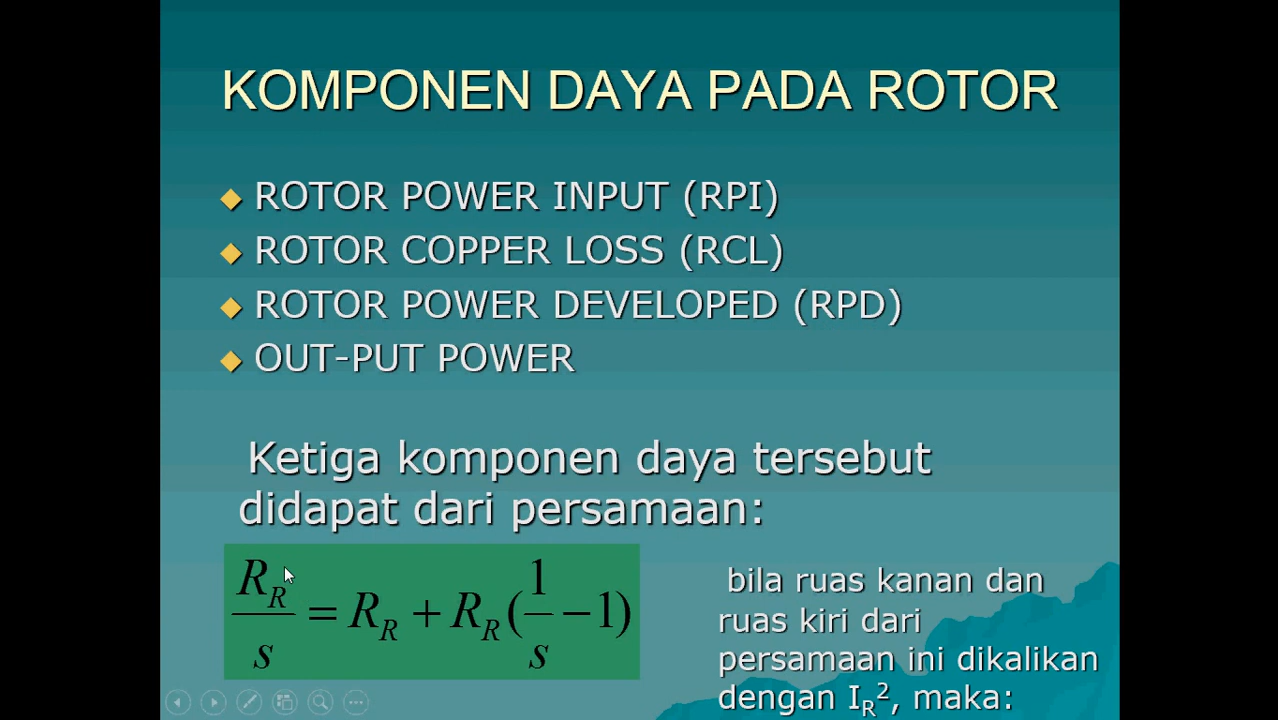 KOMPONEN DAYA PADA ROTOR
ROTOR POWER INPUT (RPI)
ROTOR COPPER LOSS (RCL)
ROTOR POWER DEVELOPED (RPD)
OUT-PUT POWER
Ketiga komponen daya tersebut
didapat dari persamaan:
R_R/s = R_R + R_R(1/s − 1)
bila ruas kanan dan
ruas kiri dari
persamaan ini dikalikan
dengan I_R², maka: